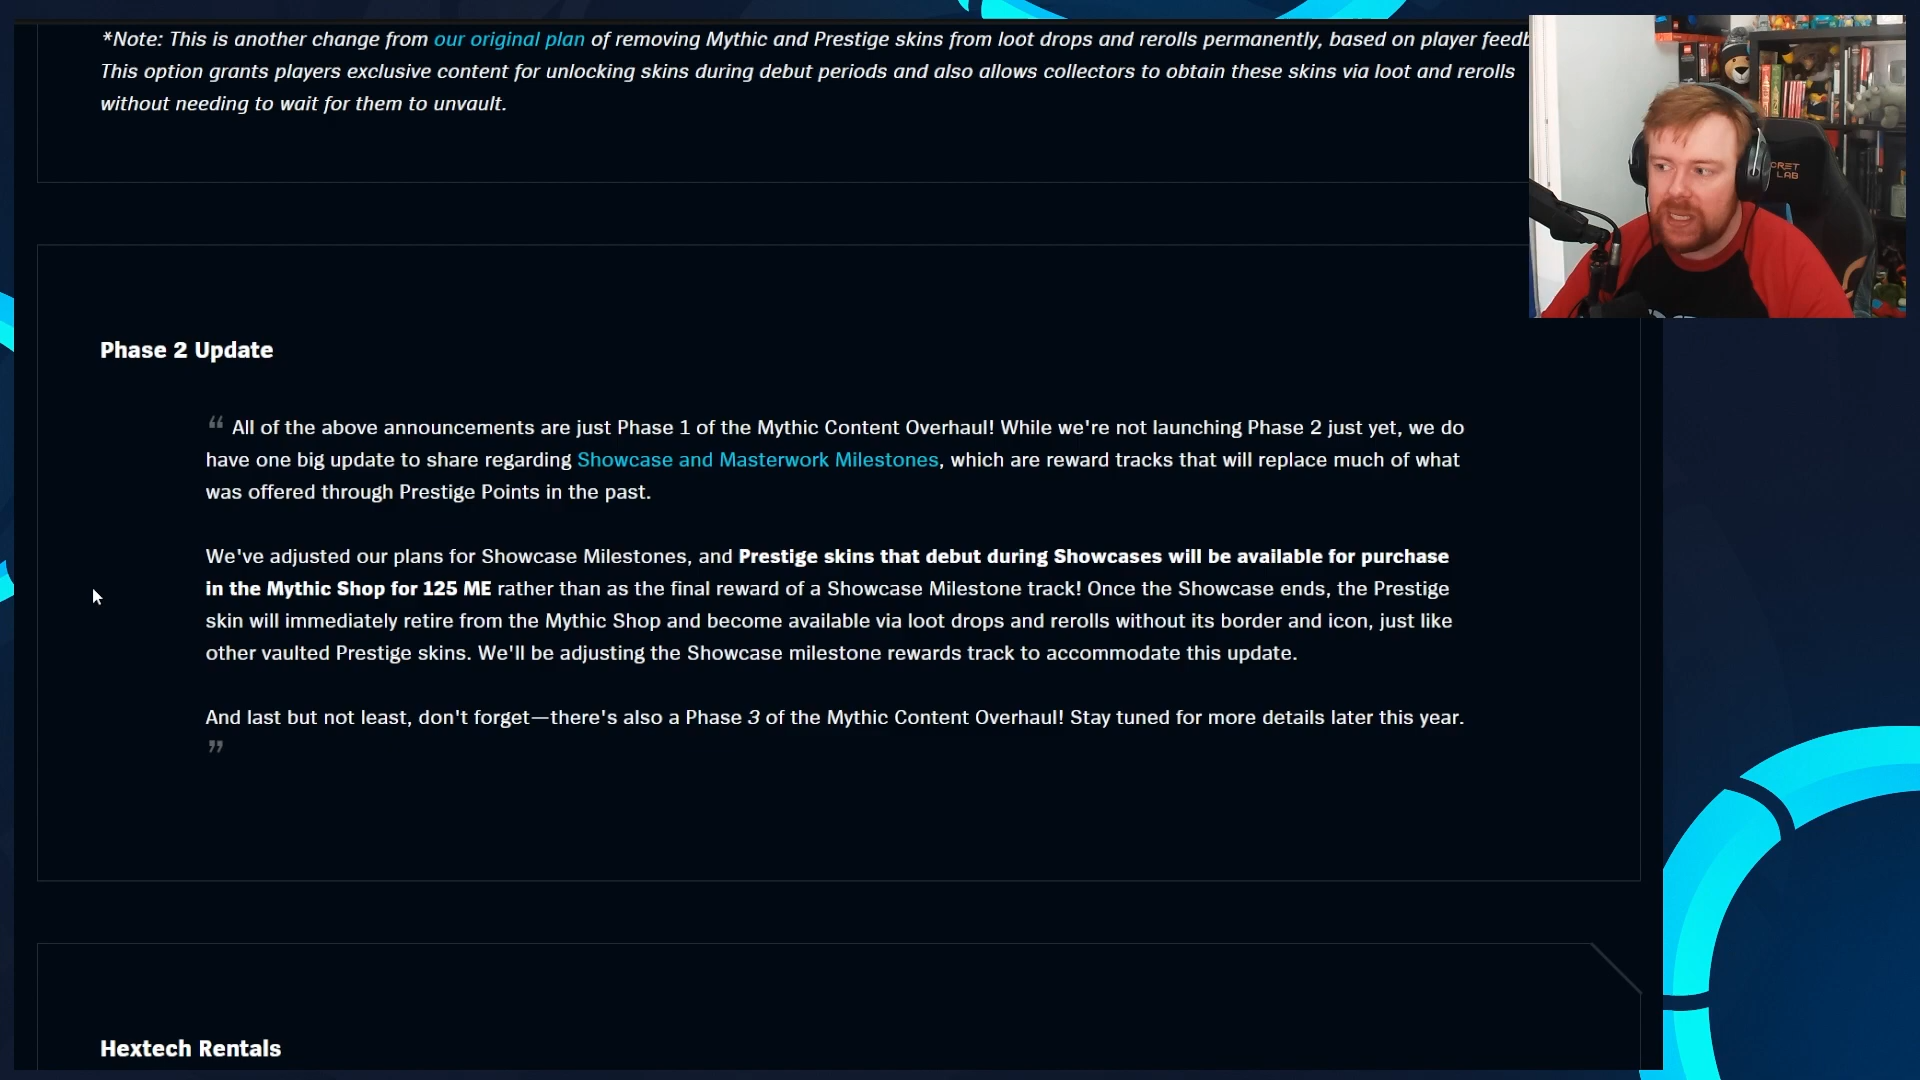 *Note: This is another change from our original plan of removing Mythic and Prestige skins from loot drops and rerolls permanently, based on player feedb
This option grants players exclusive content for unlocking skins during debut periods and also allows collectors to obtain these skins via loot and rerolls
without needing to wait for them to unvault.
CRET
LAB
Phase 2 Update
“ All of the above announcements are just Phase 1 of the Mythic Content Overhaul! While we're not launching Phase 2 just yet, we do
have one big update to share regarding Showcase and Masterwork Milestones, which are reward tracks that will replace much of what
was offered through Prestige Points in the past.
We've adjusted our plans for Showcase Milestones, and Prestige skins that debut during Showcases will be available for purchase
in the Mythic Shop for 125 ME rather than as the final reward of a Showcase Milestone track! Once the Showcase ends, the Prestige
skin will immediately retire from the Mythic Shop and become available via loot drops and rerolls without its border and icon, just like
other vaulted Prestige skins. We'll be adjusting the Showcase milestone rewards track to accommodate this update.
And last but not least, don't forget—there's also a Phase 3 of the Mythic Content Overhaul! Stay tuned for more details later this year.
”
Hextech Rentals